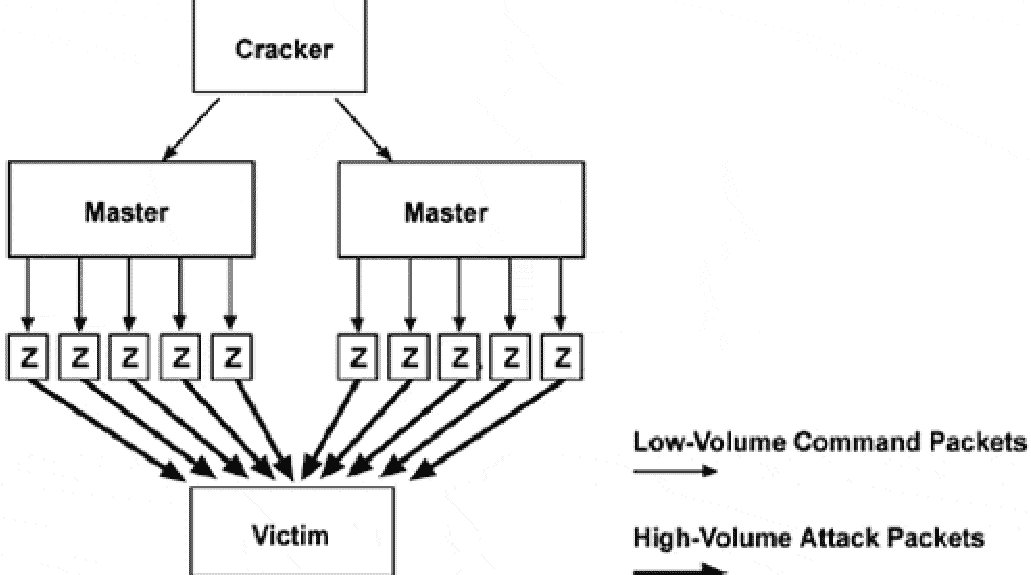 Cracker
Master Master
Z Z Z Z Z Z Z Z Z Z
Low-Volume Command Packets
Victim
High-Volume Attack Packets